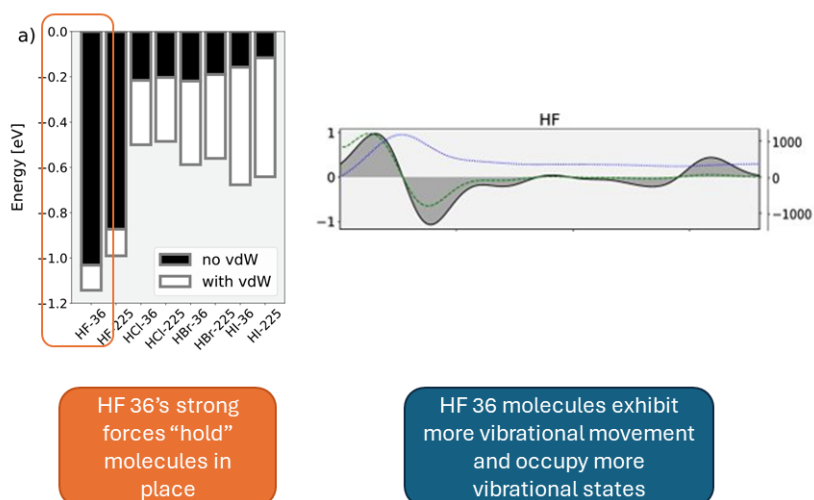 a)
Energy [eV]
0.0
-0.2
-0.4
-0.6
-0.8
-1.0
-1.2
no vdW
with vdW
HF-36
HF-225
HCl-36
HCl-225
HBr-36
HBr-225
HI-36
HI-225
HF
1
0
−1
1000
0
−1000
HF 36's strong
forces “hold”
molecules in
place
HF 36 molecules exhibit
more vibrational movement
and occupy more
vibrational states